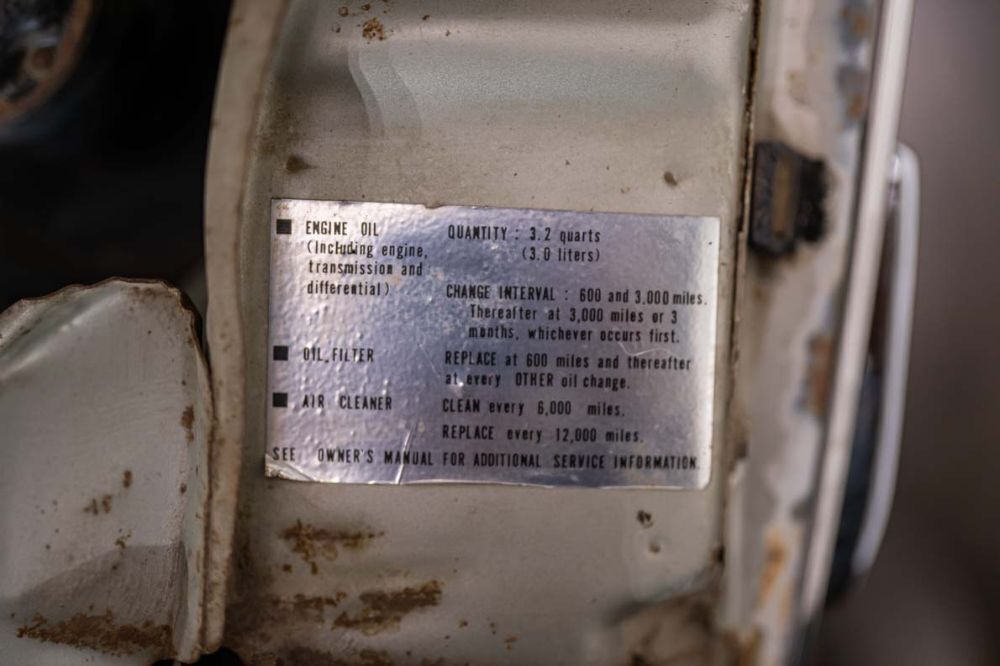 ■ ENGINE OIL QUANTITY : 3.2 quarts
(Including engine, (3.0 liters)
transmission and
differential) CHANGE INTERVAL : 600 and 3,000 miles.
Thereafter at 3,000 miles or 3
months, whichever occurs first.
■ OIL FILTER REPLACE at 600 miles and thereafter
at every OTHER oil change.
■ AIR CLEANER CLEAN every 6,000 miles.
REPLACE every 12,000 miles.
SEE OWNER'S MANUAL FOR ADDITIONAL SERVICE INFORMATION.